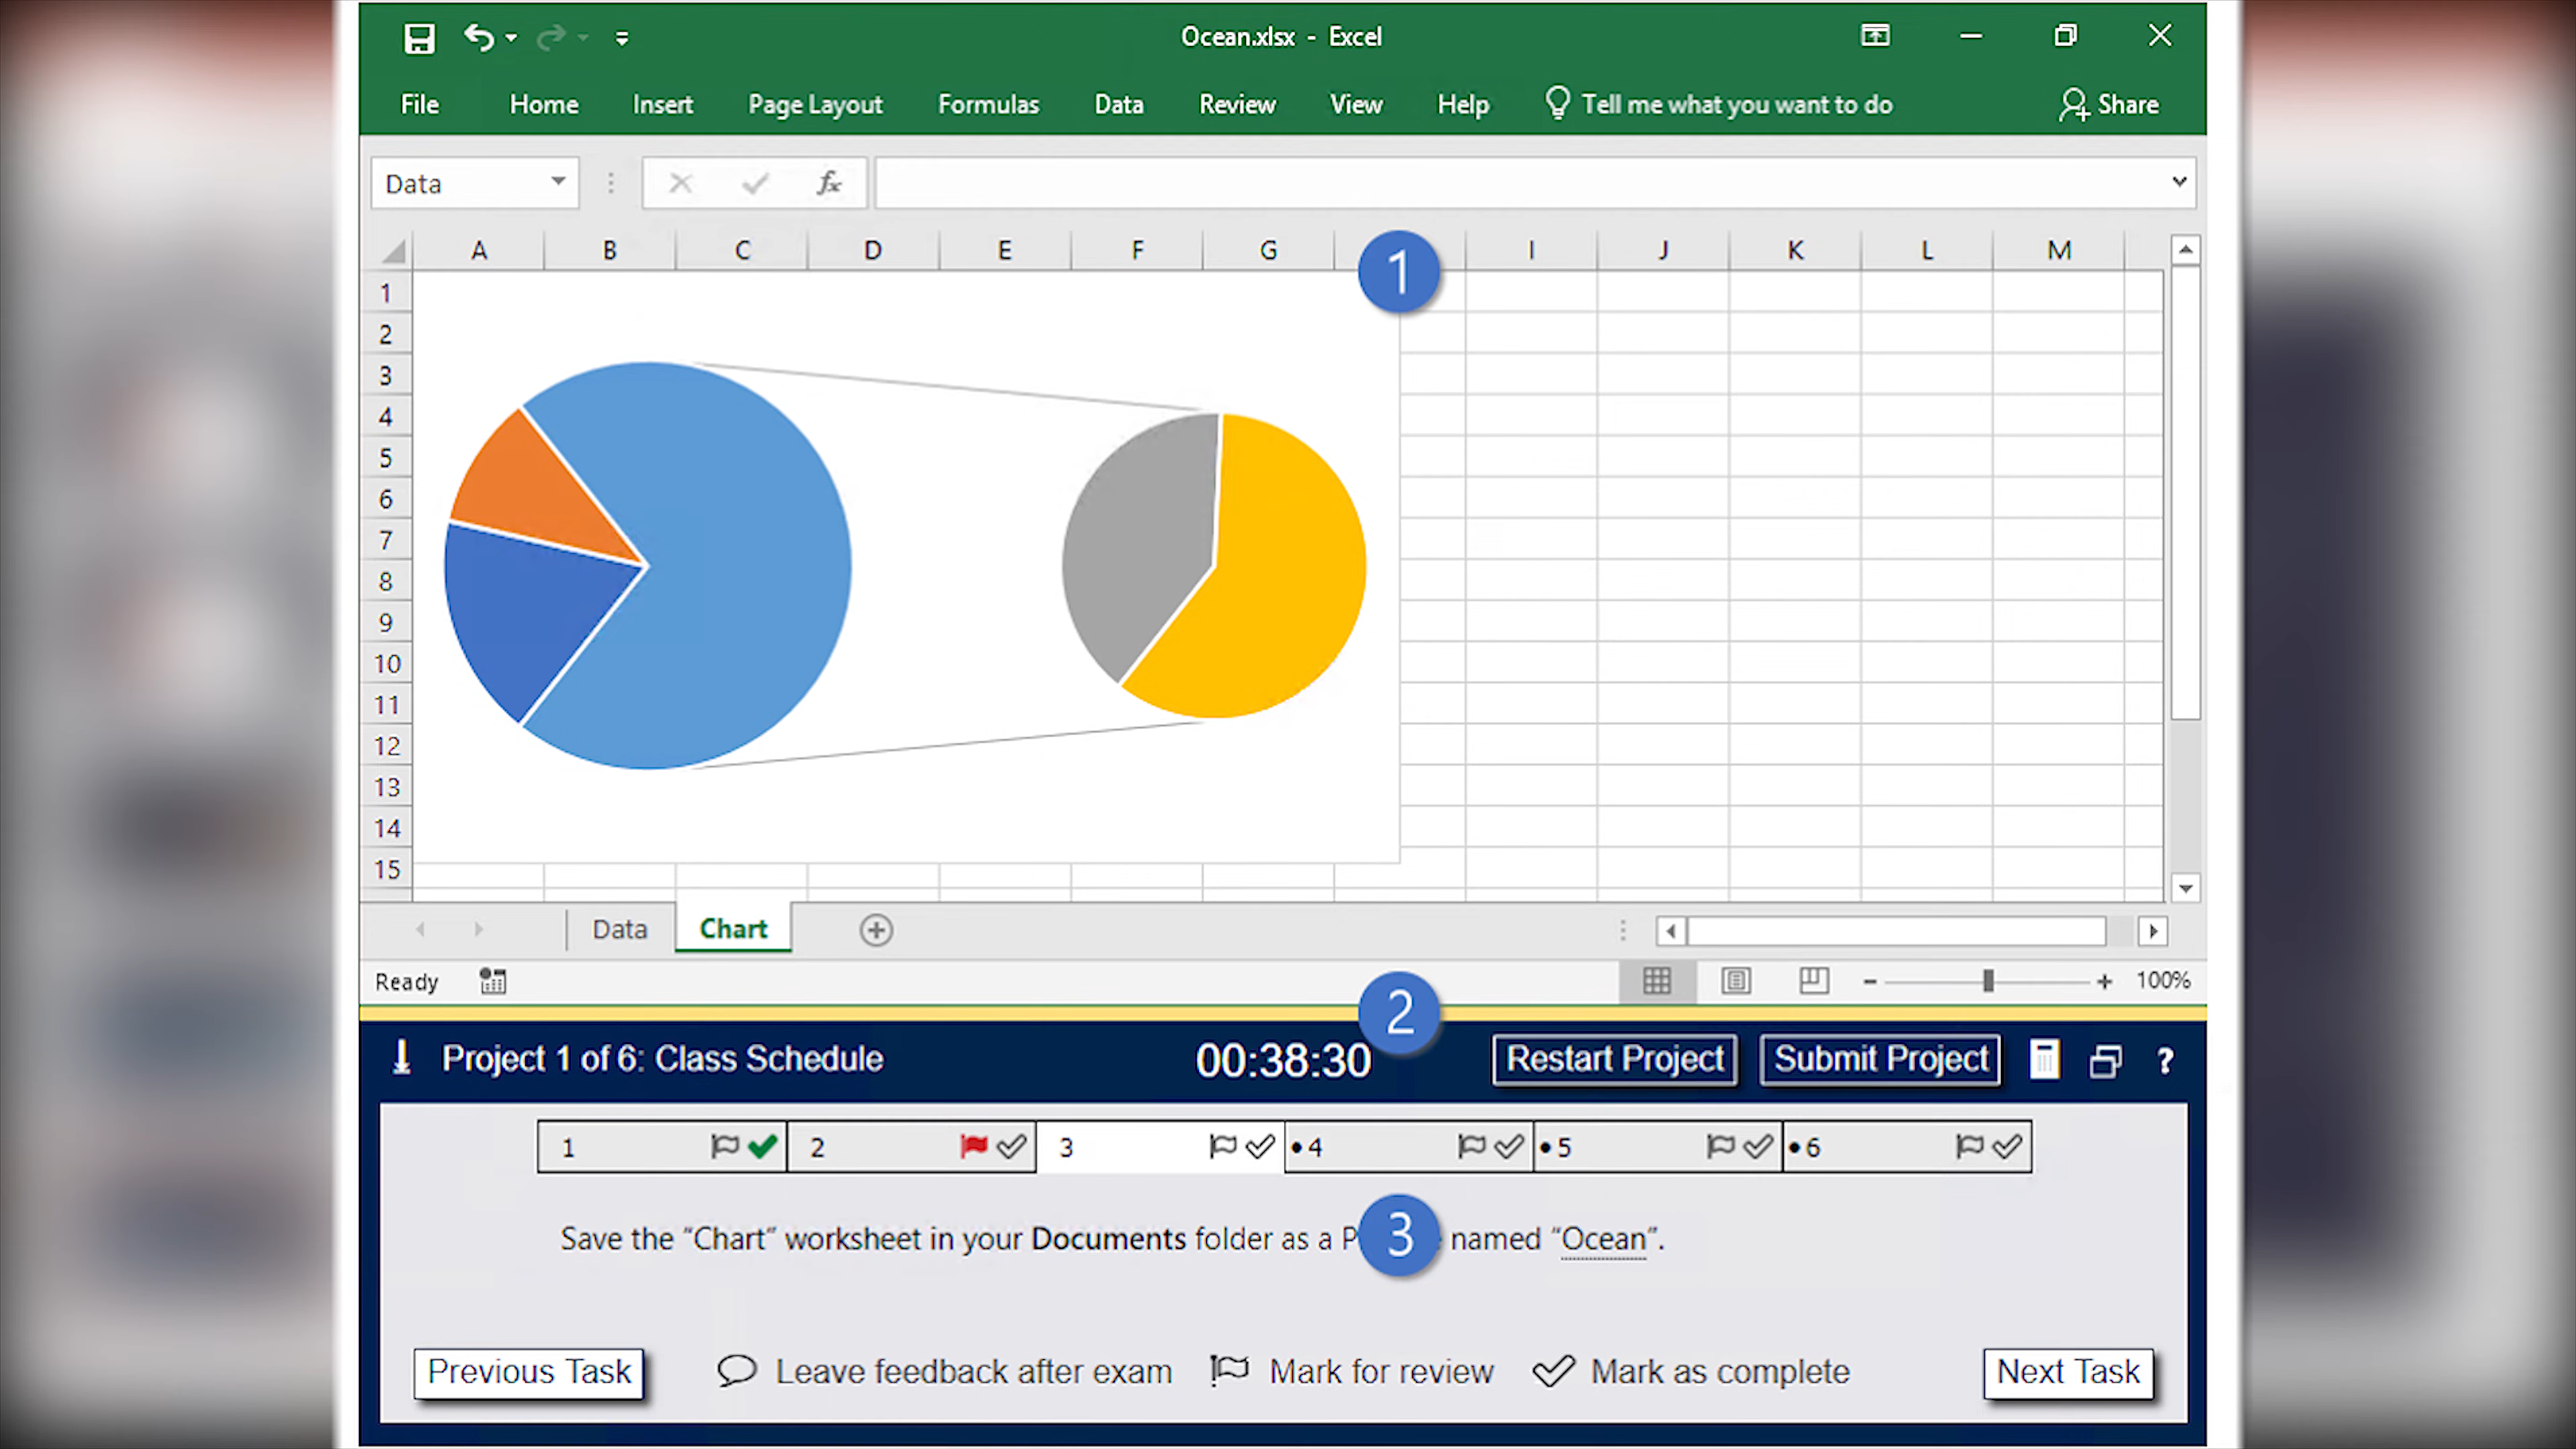 Ocean.xlsx - Excel
File Home Insert Page Layout Formulas Data Review View Help Tell me what you want to do Share
Data fx
A B C D E F G 1 I J K L M
1
2
3
4
5
6
7
8
9
10
11
12
13
14
15
Data Chart
Ready 100%
2
Project 1 of 6: Class Schedule 00:38:30 Restart Project Submit Project ?
1 2 3 •4 •5 •6
Save the “Chart” worksheet in your Documents folder as a 3 named “Ocean”.
Previous Task Leave feedback after exam Mark for review Mark as complete Next Task